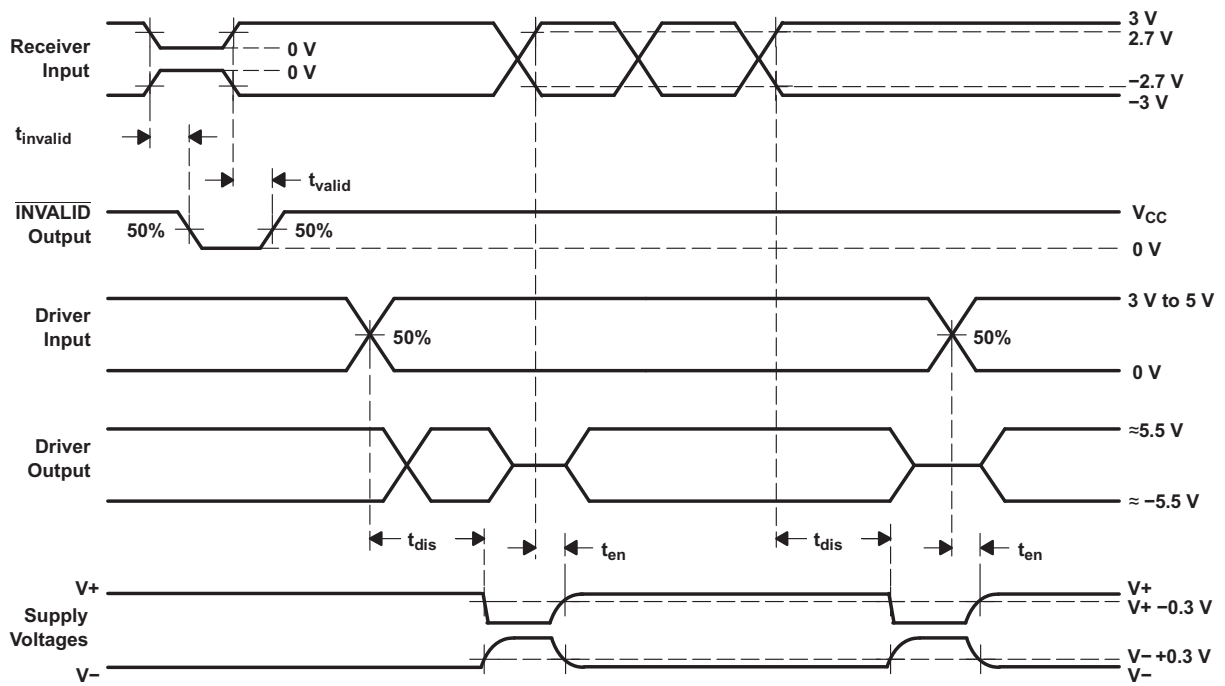 Receiver
Input
3 V
2.7 V
0 V
0 V
−2.7 V
−3 V
tinvalid
tvalid
INVALID
Output
50%
50%
VCC
0 V
Driver
Input
50%
50%
3 V to 5 V
0 V
Driver
Output
≈5.5 V
≈ −5.5 V
tdis
ten
tdis
ten
V+
Supply
Voltages
V−
V+
V+ −0.3 V
V− +0.3 V
V−